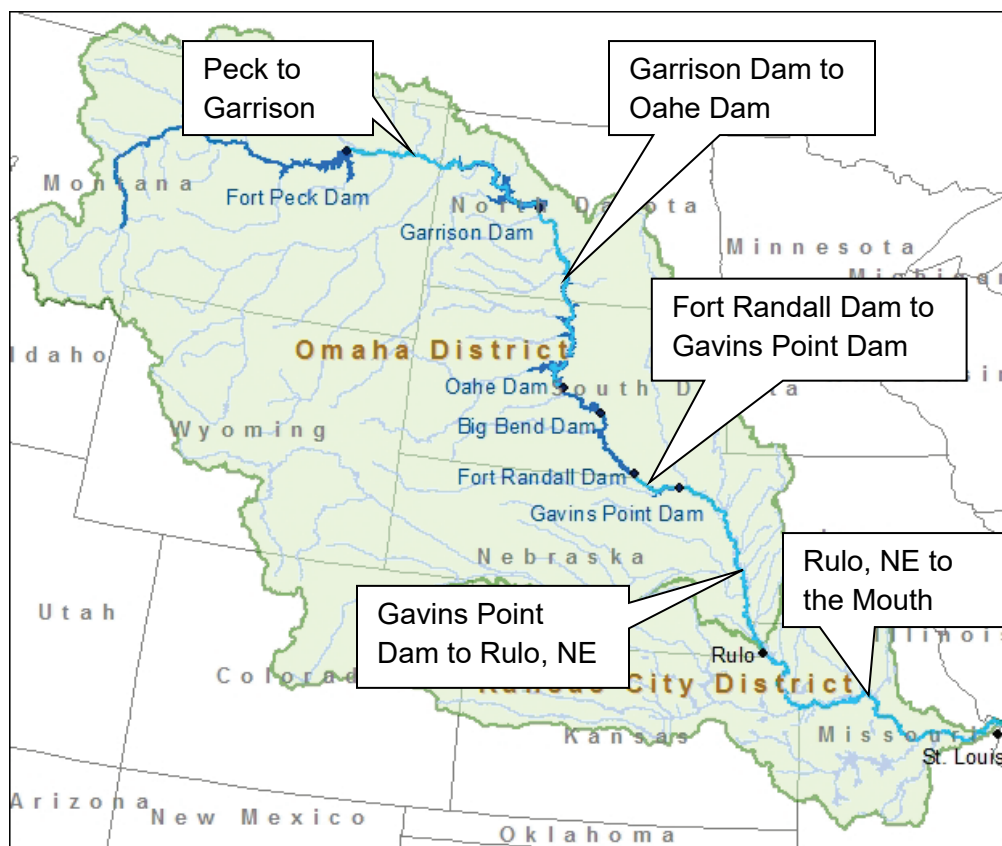 Peck to
Garrison
Garrison Dam to
Oahe Dam
Montana
Fort Peck Dam
North Dakota
Garrison Dam
Minnesota
Fort Randall Dam to
Gavins Point Dam
Idaho
Omaha District
Oahe Dam
South Dakota
Big Bend Dam
Wyoming
Fort Randall Dam
Gavins Point Dam
Nebraska
Rulo, NE to
the Mouth
Gavins Point
Dam to Rulo, NE
Utah
Illinois
Rulo
Colorad
Kansas City District
Kansas
Missouri
St. Louis
Arizona
New Mexico
Oklahoma